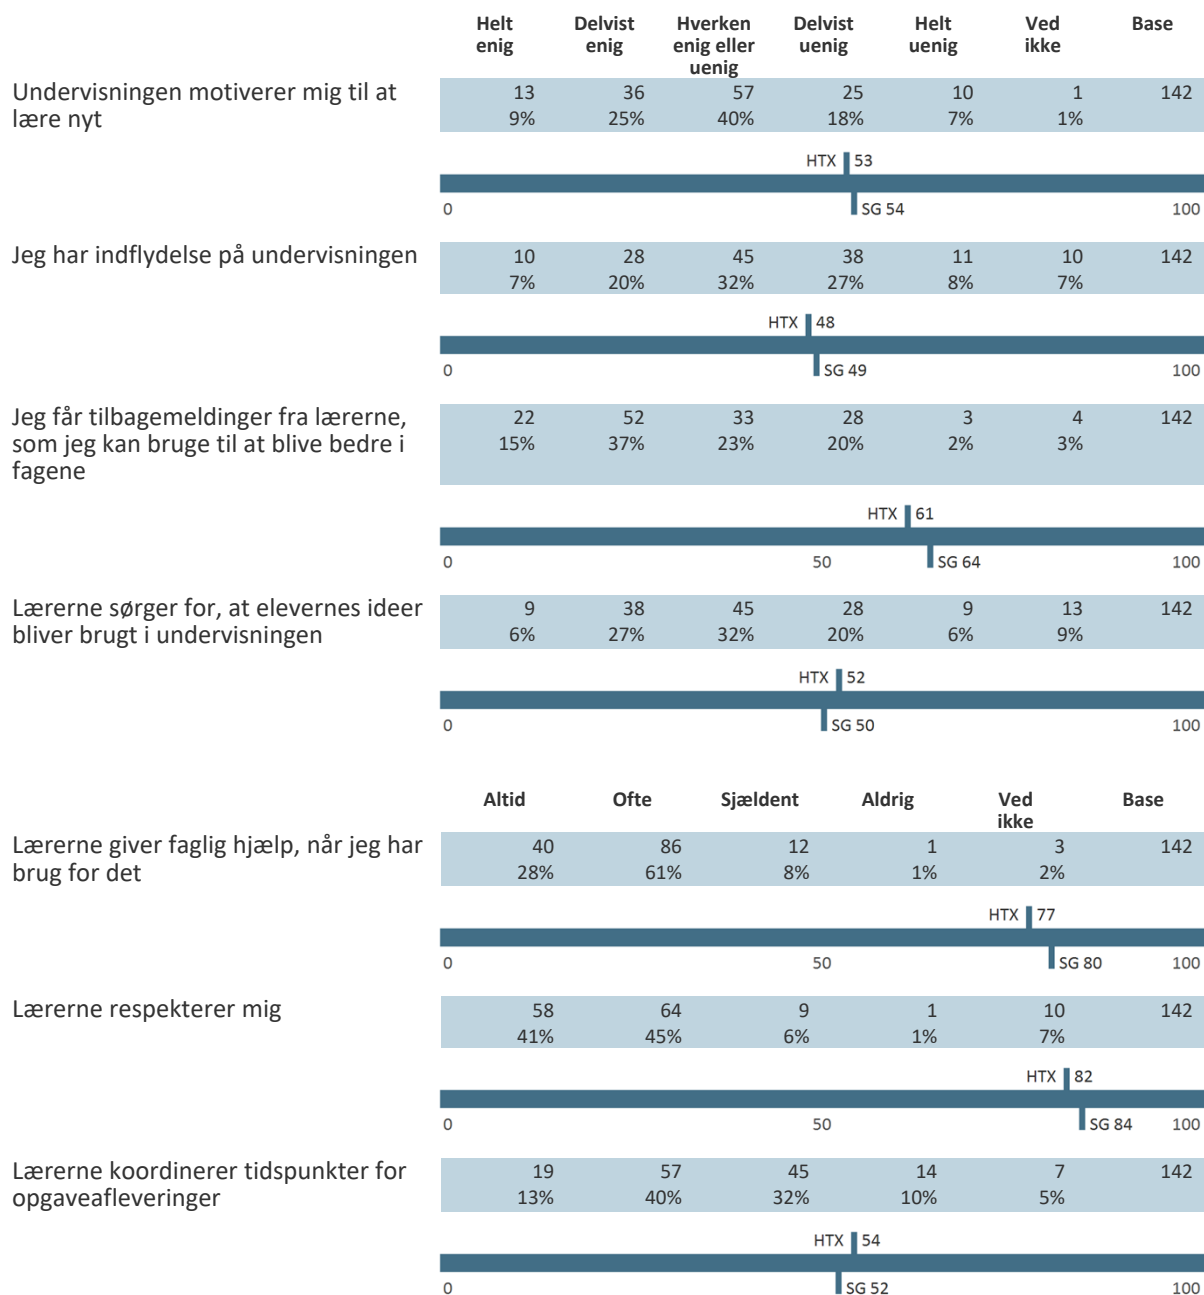 Helt enig Delvist enig Hverken enig eller uenig Delvist uenig Helt uenig Ved ikke Base
Undervisningen motiverer mig til at 13 36 57 25 10 1 142
lære nyt 9% 25% 40% 18% 7% 1%
HTX 53
0 SG 54 100
Jeg har indflydelse på undervisningen 10 28 45 38 11 10 142
7% 20% 32% 27% 8% 7%
HTX 48
0 SG 49 100
Jeg får tilbagemeldinger fra lærerne, 22 52 33 28 3 4 142
som jeg kan bruge til at blive bedre i 15% 37% 23% 20% 2% 3%
fagene
HTX 61
0 50 SG 64 100
Lærerne sørger for, at elevernes ideer 9 38 45 28 9 13 142
bliver brugt i undervisningen 6% 27% 32% 20% 6% 9%
HTX 52
0 SG 50 100
Altid Ofte Sjældent Aldrig Ved ikke Base
Lærerne giver faglig hjælp, når jeg har 40 86 12 1 3 142
brug for det 28% 61% 8% 1% 2%
HTX 77
0 50 SG 80 100
Lærerne respekterer mig 58 64 9 1 10 142
41% 45% 6% 1% 7%
HTX 82
0 50 SG 84 100
Lærerne koordinerer tidspunkter for 19 57 45 14 7 142
opgaveafleveringer 13% 40% 32% 10% 5%
HTX 54
0 SG 52 100